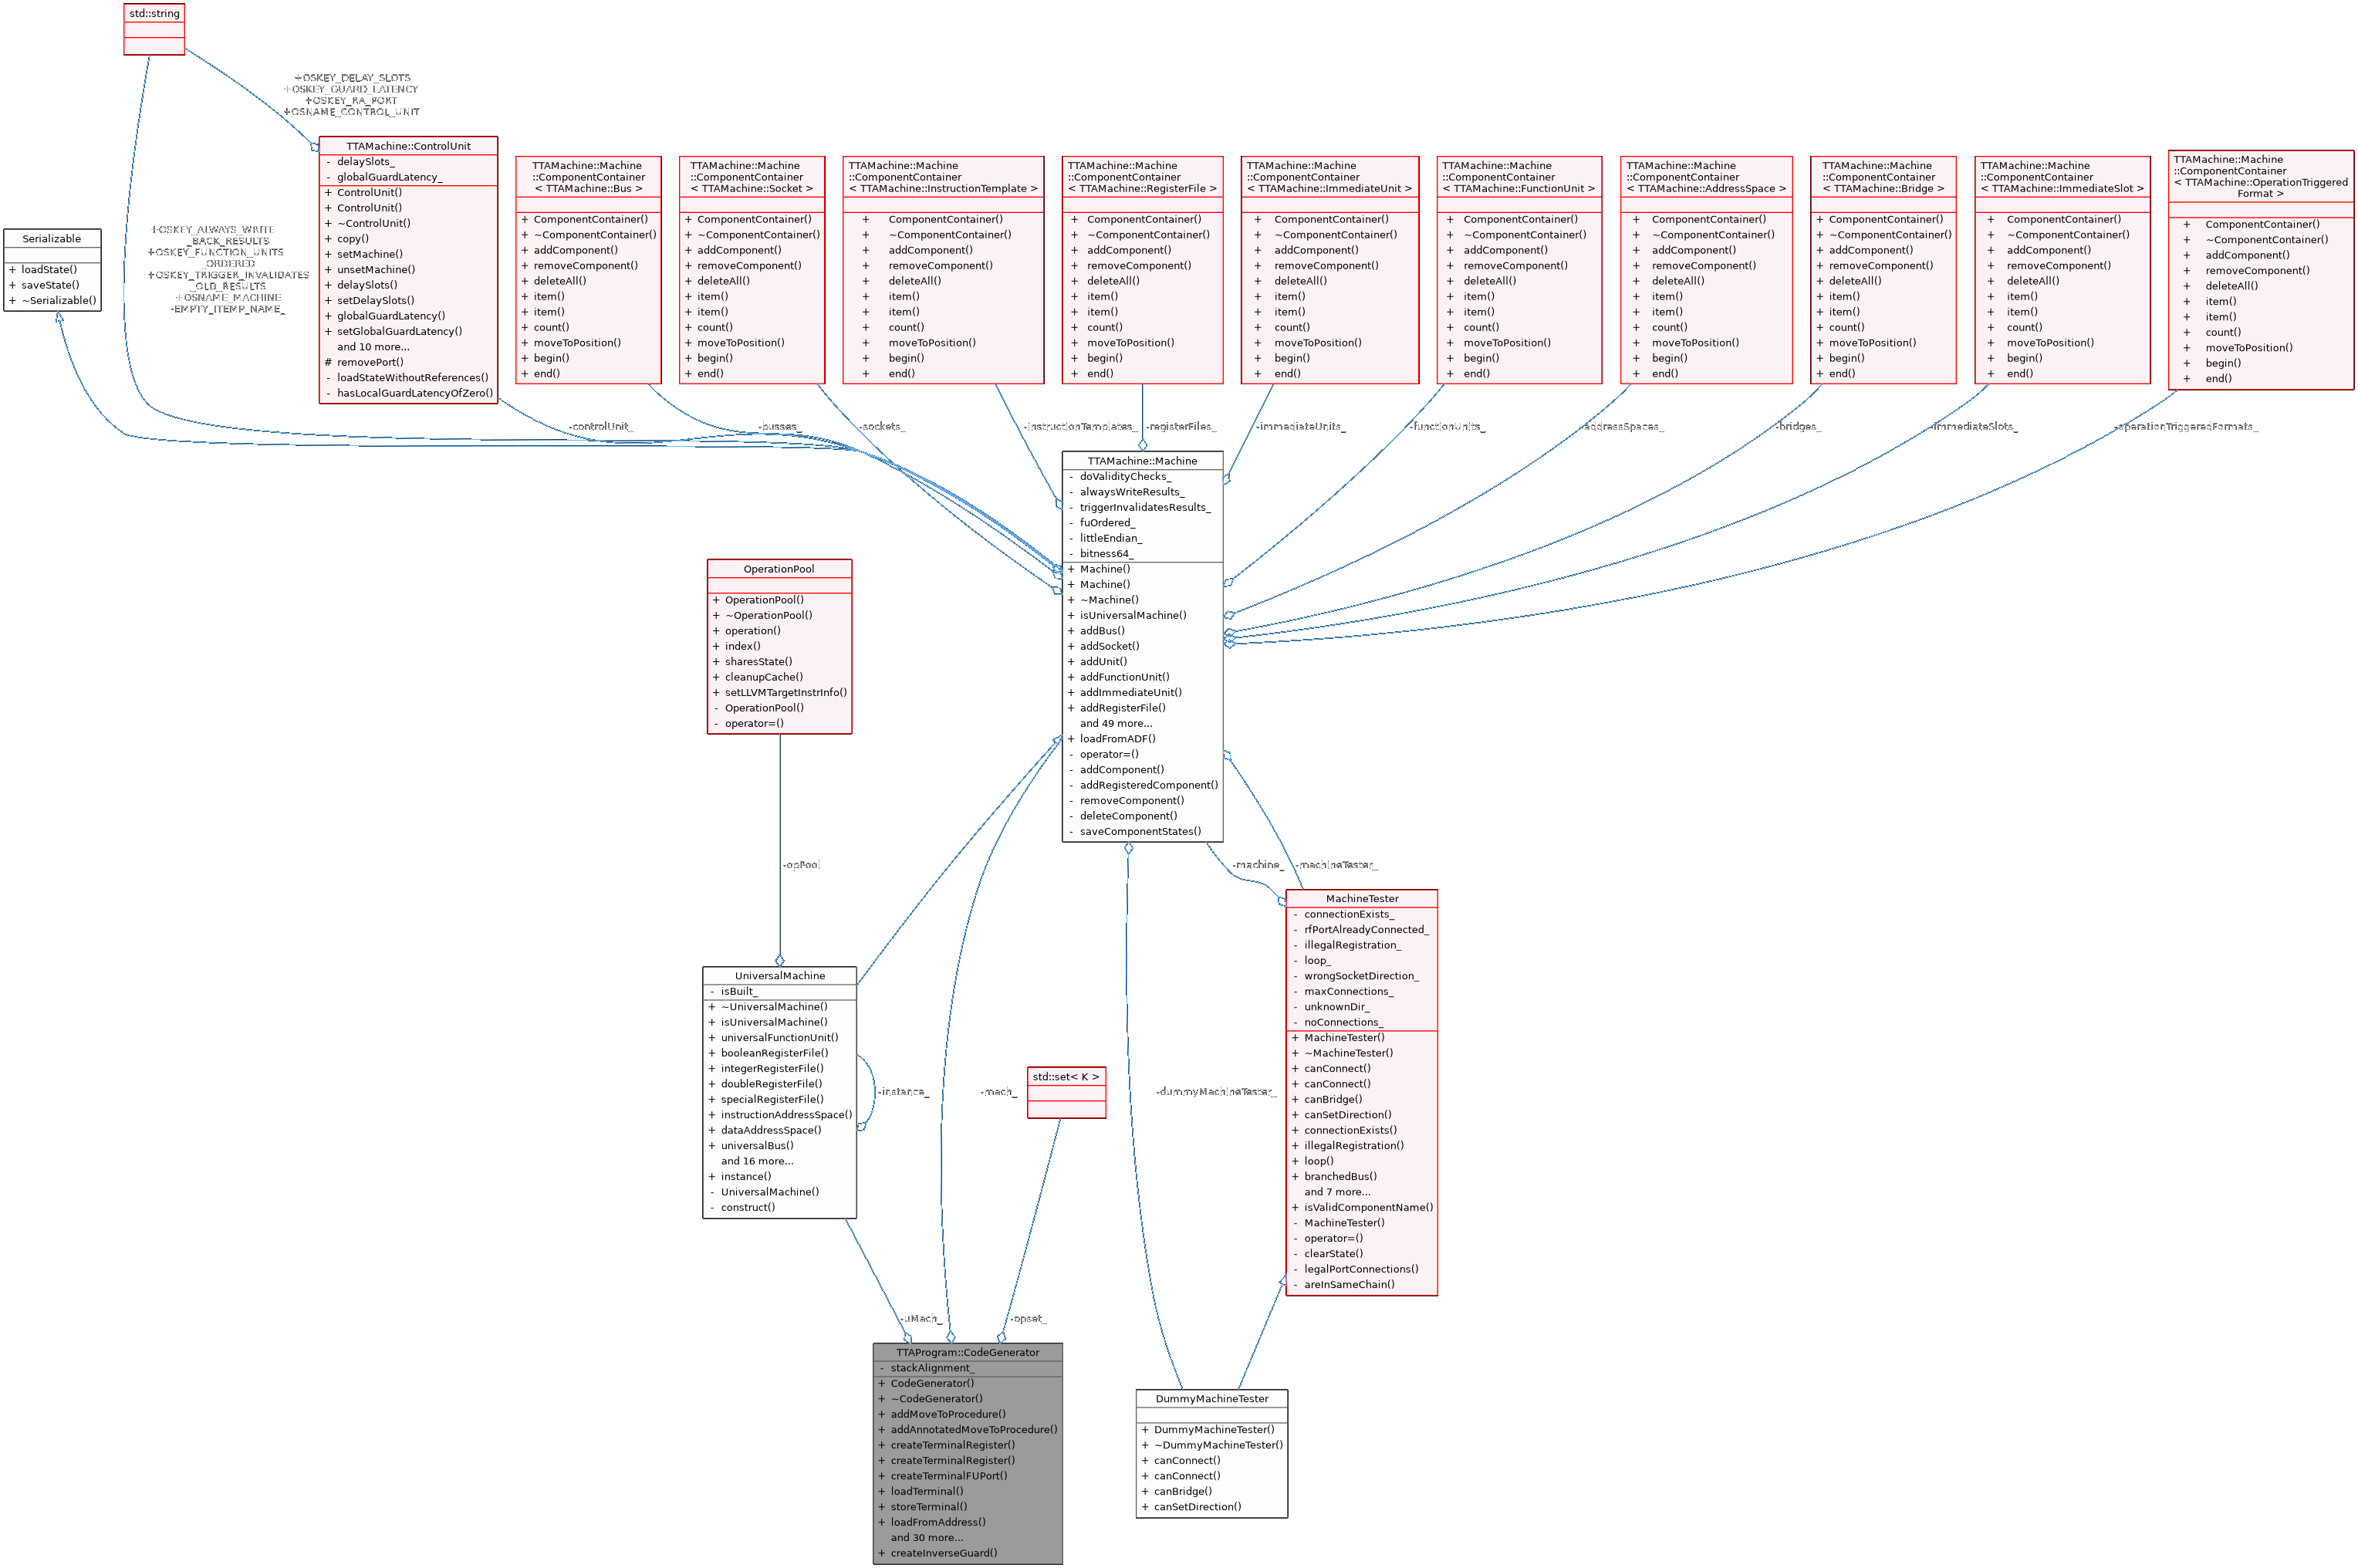 std::string
+OSKEY_DELAY_SLOTS
+OSKEY_GUARD_LATENCY
+OSKEY_RA_PORT
+OSNAME_CONTROL_UNIT
+OSKEY_ALWAYS_WRITE
_BACK_RESULTS
+OSKEY_FUNCTION_UNITS
_ORDERED
+OSKEY_TRIGGER_INVALIDATES
_OLD_RESULTS
+OSNAME_MACHINE
-EMPTY_ITEMP_NAME_
Serializable
+ loadState()
+ saveState()
+ ~Serializable()
TTAMachine::ControlUnit
- delaySlots_
- globalGuardLatency_
+ ControlUnit()
+ ControlUnit()
+ ~ControlUnit()
+ copy()
+ setMachine()
+ unsetMachine()
+ delaySlots()
+ setDelaySlots()
+ globalGuardLatency()
+ setGlobalGuardLatency()
and 10 more...
# removePort()
- loadStateWithoutReferences()
- hasLocalGuardLatencyOfZero()
TTAMachine::Machine
::ComponentContainer
< TTAMachine::Bus >
+ ComponentContainer()
+ ~ComponentContainer()
+ addComponent()
+ removeComponent()
+ deleteAll()
+ item()
+ item()
+ count()
+ moveToPosition()
+ begin()
+ end()
TTAMachine::Machine
::ComponentContainer
< TTAMachine::Socket >
+ ComponentContainer()
+ ~ComponentContainer()
+ addComponent()
+ removeComponent()
+ deleteAll()
+ item()
+ item()
+ count()
+ moveToPosition()
+ begin()
+ end()
TTAMachine::Machine
::ComponentContainer
< TTAMachine::InstructionTemplate >
+ ComponentContainer()
+ ~ComponentContainer()
+ addComponent()
+ removeComponent()
+ deleteAll()
+ item()
+ item()
+ count()
+ moveToPosition()
+ begin()
+ end()
TTAMachine::Machine
::ComponentContainer
< TTAMachine::RegisterFile >
+ ComponentContainer()
+ ~ComponentContainer()
+ addComponent()
+ removeComponent()
+ deleteAll()
+ item()
+ item()
+ count()
+ moveToPosition()
+ begin()
+ end()
TTAMachine::Machine
::ComponentContainer
< TTAMachine::ImmediateUnit >
+ ComponentContainer()
+ ~ComponentContainer()
+ addComponent()
+ removeComponent()
+ deleteAll()
+ item()
+ item()
+ count()
+ moveToPosition()
+ begin()
+ end()
TTAMachine::Machine
::ComponentContainer
< TTAMachine::FunctionUnit >
+ ComponentContainer()
+ ~ComponentContainer()
+ addComponent()
+ removeComponent()
+ deleteAll()
+ item()
+ item()
+ count()
+ moveToPosition()
+ begin()
+ end()
TTAMachine::Machine
::ComponentContainer
< TTAMachine::AddressSpace >
+ ComponentContainer()
+ ~ComponentContainer()
+ addComponent()
+ removeComponent()
+ deleteAll()
+ item()
+ item()
+ count()
+ moveToPosition()
+ begin()
+ end()
TTAMachine::Machine
::ComponentContainer
< TTAMachine::Bridge >
+ ComponentContainer()
+ ~ComponentContainer()
+ addComponent()
+ removeComponent()
+ deleteAll()
+ item()
+ item()
+ count()
+ moveToPosition()
+ begin()
+ end()
TTAMachine::Machine
::ComponentContainer
< TTAMachine::ImmediateSlot >
+ ComponentContainer()
+ ~ComponentContainer()
+ addComponent()
+ removeComponent()
+ deleteAll()
+ item()
+ item()
+ count()
+ moveToPosition()
+ begin()
+ end()
TTAMachine::Machine
::ComponentContainer
< TTAMachine::OperationTriggered
Format >
+ ComponentContainer()
+ ~ComponentContainer()
+ addComponent()
+ removeComponent()
+ deleteAll()
+ item()
+ item()
+ count()
+ moveToPosition()
+ begin()
+ end()
-controlUnit_
-busses_
-sockets_
-instructionTemplates_
-registerFiles_
-immediateUnits_
-functionUnits_
-addressSpaces_
-bridges_
-immediateSlots_
-operationTriggeredFormats_
TTAMachine::Machine
- doValidityChecks_
- alwaysWriteResults_
- triggerInvalidatesResults_
- fuOrdered_
- littleEndian_
- bitness64_
+ Machine()
+ Machine()
+ ~Machine()
+ isUniversalMachine()
+ addBus()
+ addSocket()
+ addUnit()
+ addFunctionUnit()
+ addImmediateUnit()
+ addRegisterFile()
and 49 more...
+ loadFromADF()
- operator=()
- addComponent()
- addRegisteredComponent()
- removeComponent()
- deleteComponent()
- saveComponentStates()
OperationPool
+ OperationPool()
+ ~OperationPool()
+ operation()
+ index()
+ sharesState()
+ cleanupCache()
+ setLLVMTargetInstrInfo()
- OperationPool()
- operator=()
-opPool
-machine_
-machineTester_
MachineTester
- connectionExists_
- rfPortAlreadyConnected_
- illegalRegistration_
- loop_
- wrongSocketDirection_
- maxConnections_
- unknownDir_
- noConnections_
+ MachineTester()
+ ~MachineTester()
+ canConnect()
+ canConnect()
+ canBridge()
+ canSetDirection()
+ connectionExists()
+ illegalRegistration()
+ loop()
+ branchedBus()
and 7 more...
+ isValidComponentName()
- MachineTester()
- operator=()
- clearState()
- legalPortConnections()
- areInSameChain()
UniversalMachine
- isBuilt_
+ ~UniversalMachine()
+ isUniversalMachine()
+ universalFunctionUnit()
+ booleanRegisterFile()
+ integerRegisterFile()
+ doubleRegisterFile()
+ specialRegisterFile()
+ instructionAddressSpace()
+ dataAddressSpace()
+ universalBus()
and 16 more...
+ instance()
- UniversalMachine()
- construct()
-instance_
-mach_
std::set< K >
-dummyMachineTester_
-uMach_
-opset_
TTAProgram::CodeGenerator
- stackAlignment_
+ CodeGenerator()
+ ~CodeGenerator()
+ addMoveToProcedure()
+ addAnnotatedMoveToProcedure()
+ createTerminalRegister()
+ createTerminalRegister()
+ createTerminalFUPort()
+ loadTerminal()
+ storeTerminal()
+ loadFromAddress()
and 30 more...
+ createInverseGuard()
DummyMachineTester
+ DummyMachineTester()
+ ~DummyMachineTester()
+ canConnect()
+ canConnect()
+ canBridge()
+ canSetDirection()